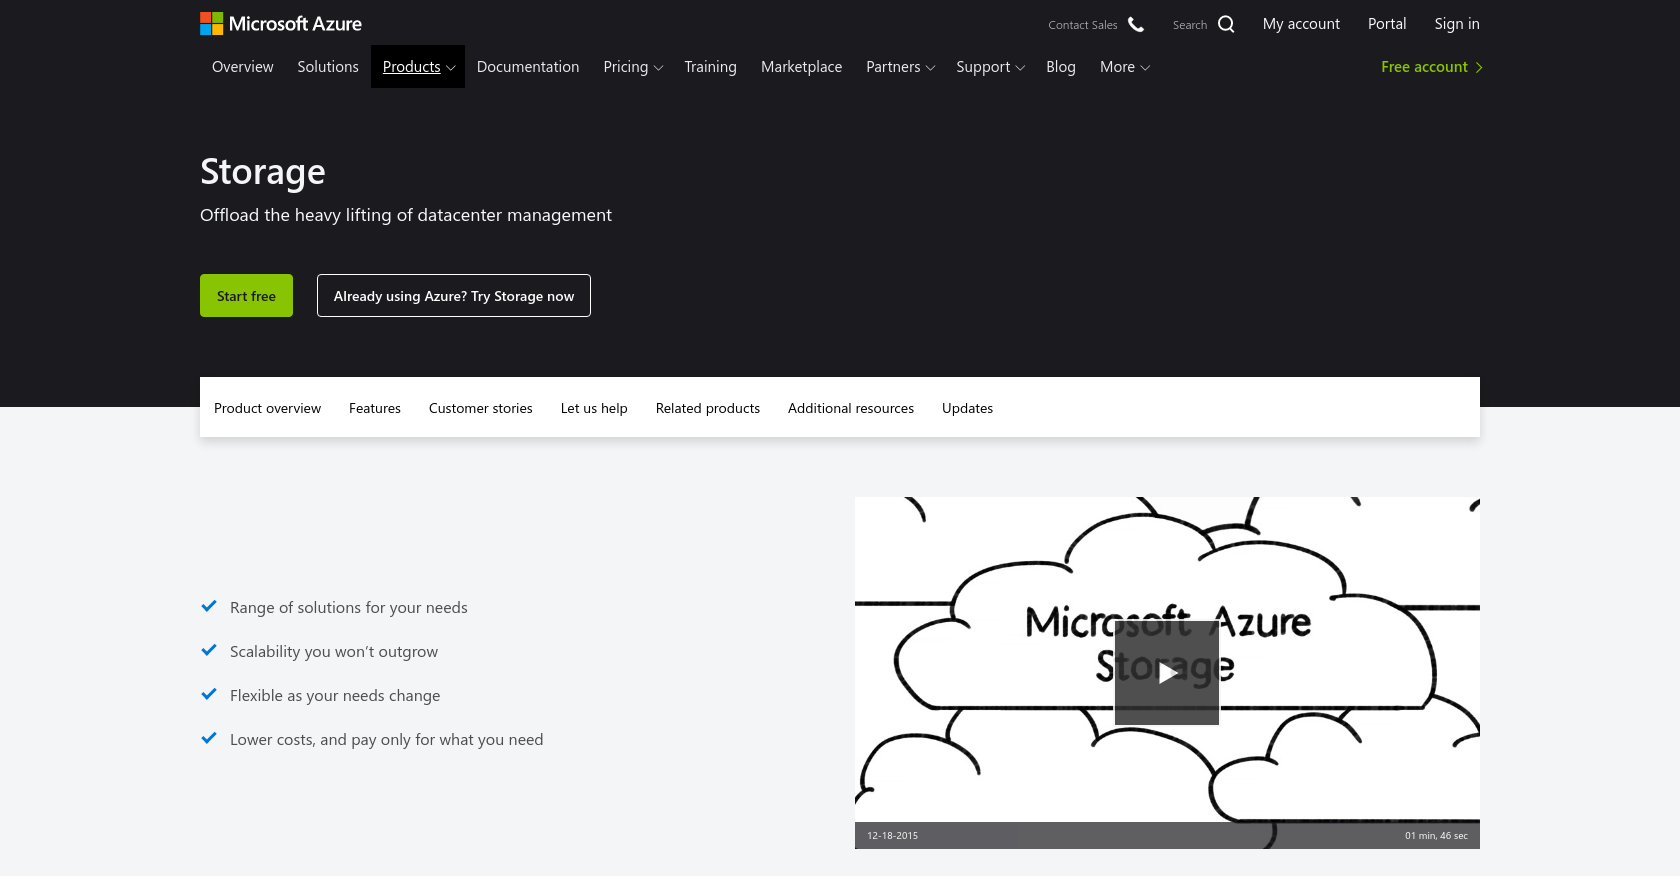 Microsoft Azure
Contact Sales Search My account Portal Sign in
Overview Solutions Products Documentation Pricing Training Marketplace Partners Support Blog More Free account
Storage
Offload the heavy lifting of datacenter management
Start free Already using Azure? Try Storage now
Product overview Features Customer stories Let us help Related products Additional resources Updates
Range of solutions for your needs
Scalability you won't outgrow
Flexible as your needs change
Lower costs, and pay only for what you need
Microsoft Azure
Storage
12-18-2015 01 min, 46 sec